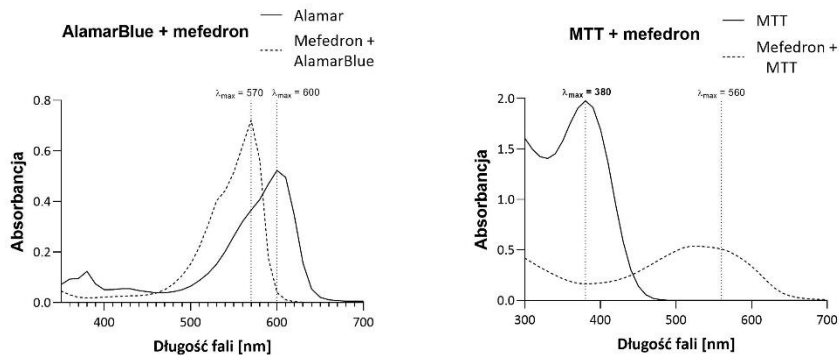 AlamarBlue + mefedron
Alamar
Mefedron +
AlamarBlue
λmax = 570
λmax = 600
0.8
0.6
0.4
0.2
0.0
400
500
600
700
Absorbancja
Długość fali [nm]
MTT + mefedron
MTT
Mefedron +
MTT
λmax = 380
λmax = 560
2.0
1.5
1.0
0.5
0.0
300
400
500
600
700
Absorbancja
Długość fali [nm]